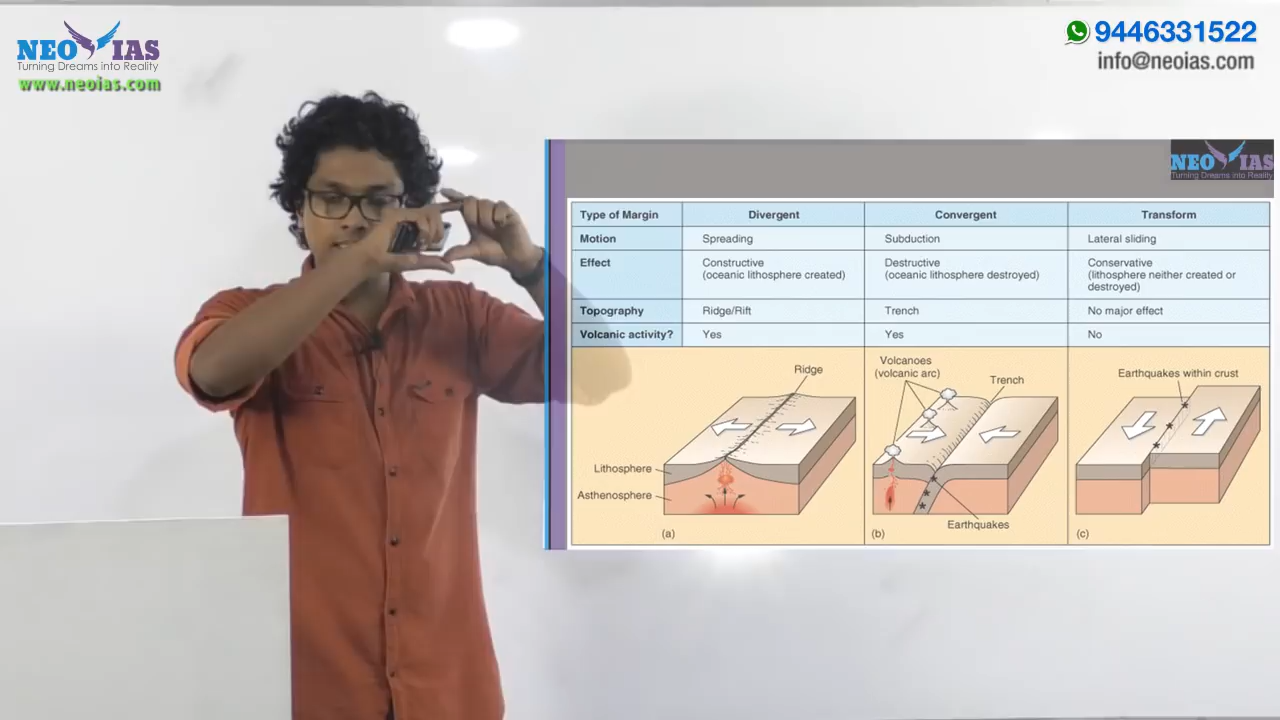 NEO IAS
Turning Dreams into Reality
www.neoias.com
9446331522
info@neoias.com
NEO IAS
Turning Dreams into Reality
Type of Margin Divergent Convergent Transform
Motion Spreading Subduction Lateral sliding
Effect Constructive Destructive Conservative
(oceanic lithosphere created) (oceanic lithosphere destroyed) (lithosphere neither created or
destroyed)
Topography Ridge/Rift Trench No major effect
Volcanic activity? Yes Yes No
Ridge
Lithosphere
Asthenosphere
(a)
Volcanoes
(volcanic arc)
Trench
Earthquakes
(b)
Earthquakes within crust
(c)